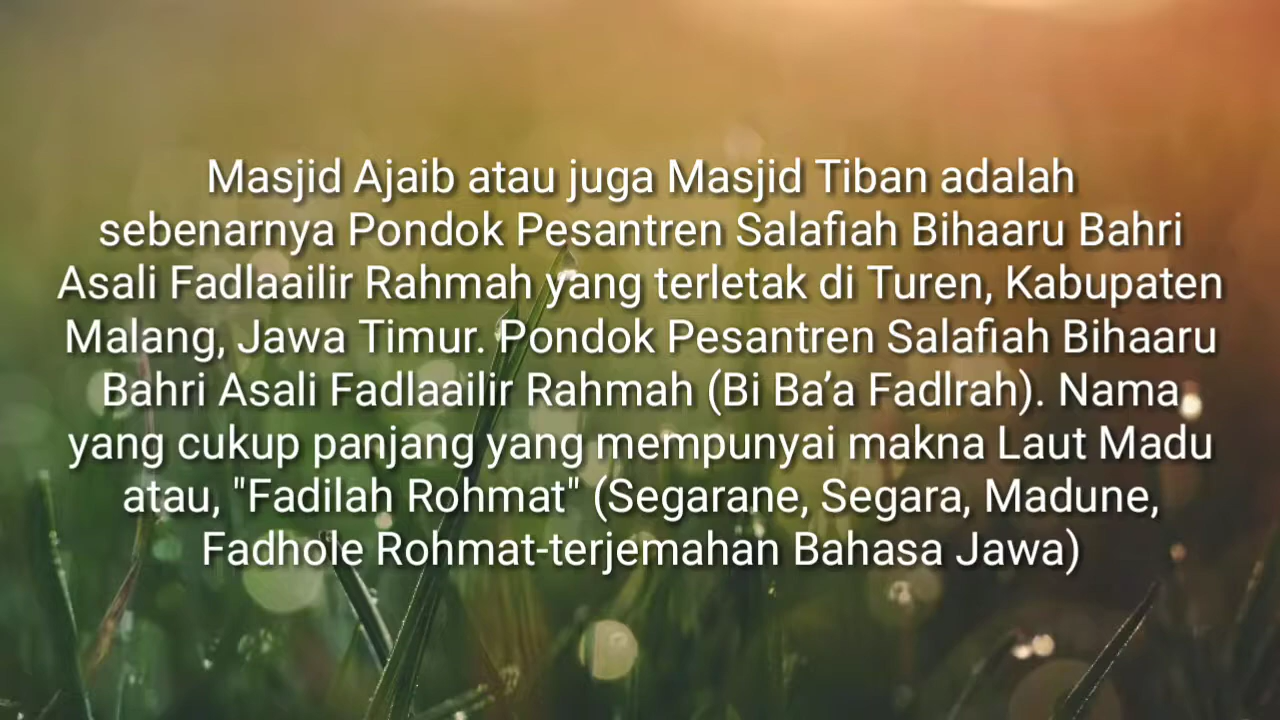 Masjid Ajaib atau juga Masjid Tiban adalah
sebenarnya Pondok Pesantren Salafiah Bihaaru Bahri
Asali Fadlaailir Rahmah yang terletak di Turen, Kabupaten
Malang, Jawa Timur. Pondok Pesantren Salafiah Bihaaru
Bahri Asali Fadlaailir Rahmah (Bi Ba’a Fadlrah). Nama
yang cukup panjang yang mempunyai makna Laut Madu
atau, "Fadilah Rohmat" (Segarane, Segara, Madune,
Fadhole Rohmat-terjemahan Bahasa Jawa)